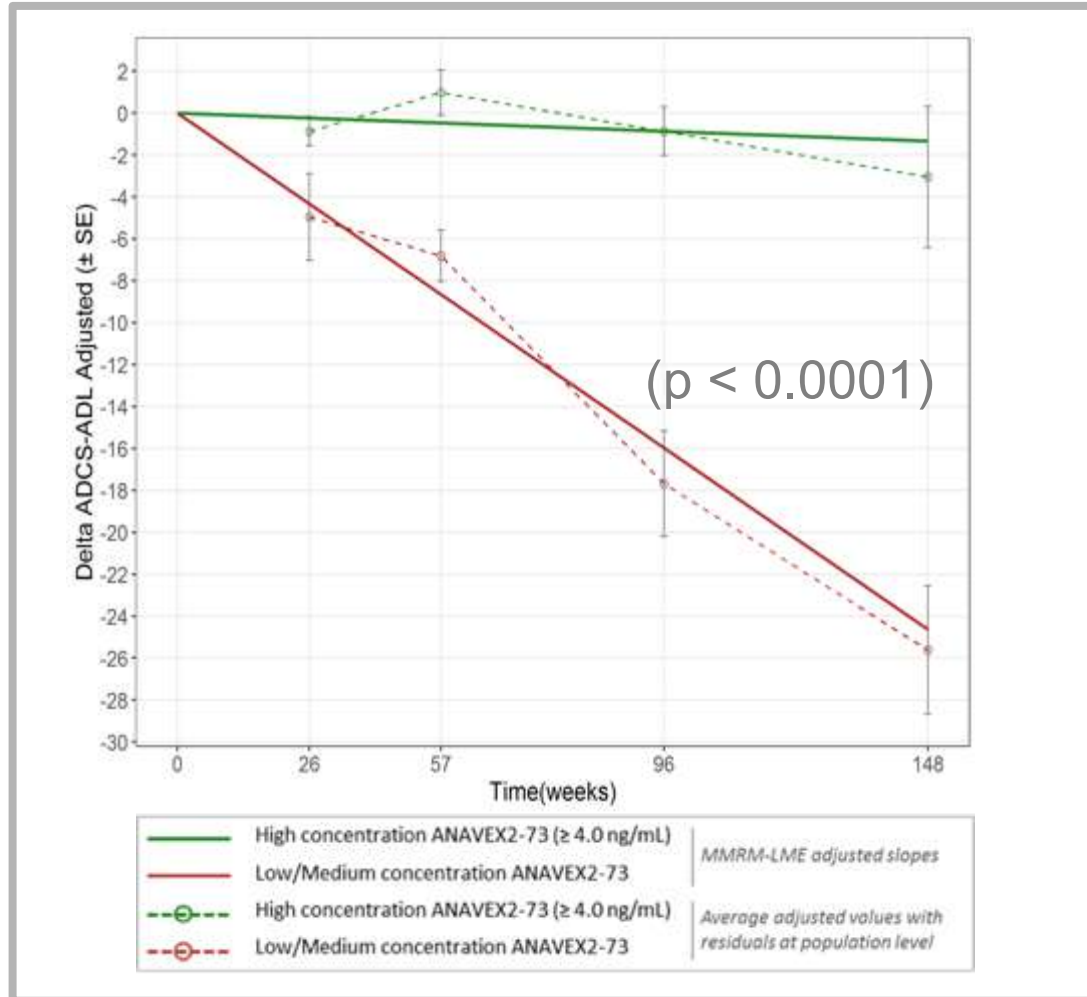 2
0
-2
-4
-6
-8
-10
-12
-14
-16
-18
-20
-22
-24
-26
-28
-30
Delta ADCS-ADL Adjusted (± SE)
(p < 0.0001)
0 26 57 96 148
Time(weeks)
High concentration ANAVEX2-73 (≥ 4.0 ng/mL)
Low/Medium concentration ANAVEX2-73
MMRM-LME adjusted slopes
High concentration ANAVEX2-73 (≥ 4.0 ng/mL)
Low/Medium concentration ANAVEX2-73
Average adjusted values with
residuals at population level